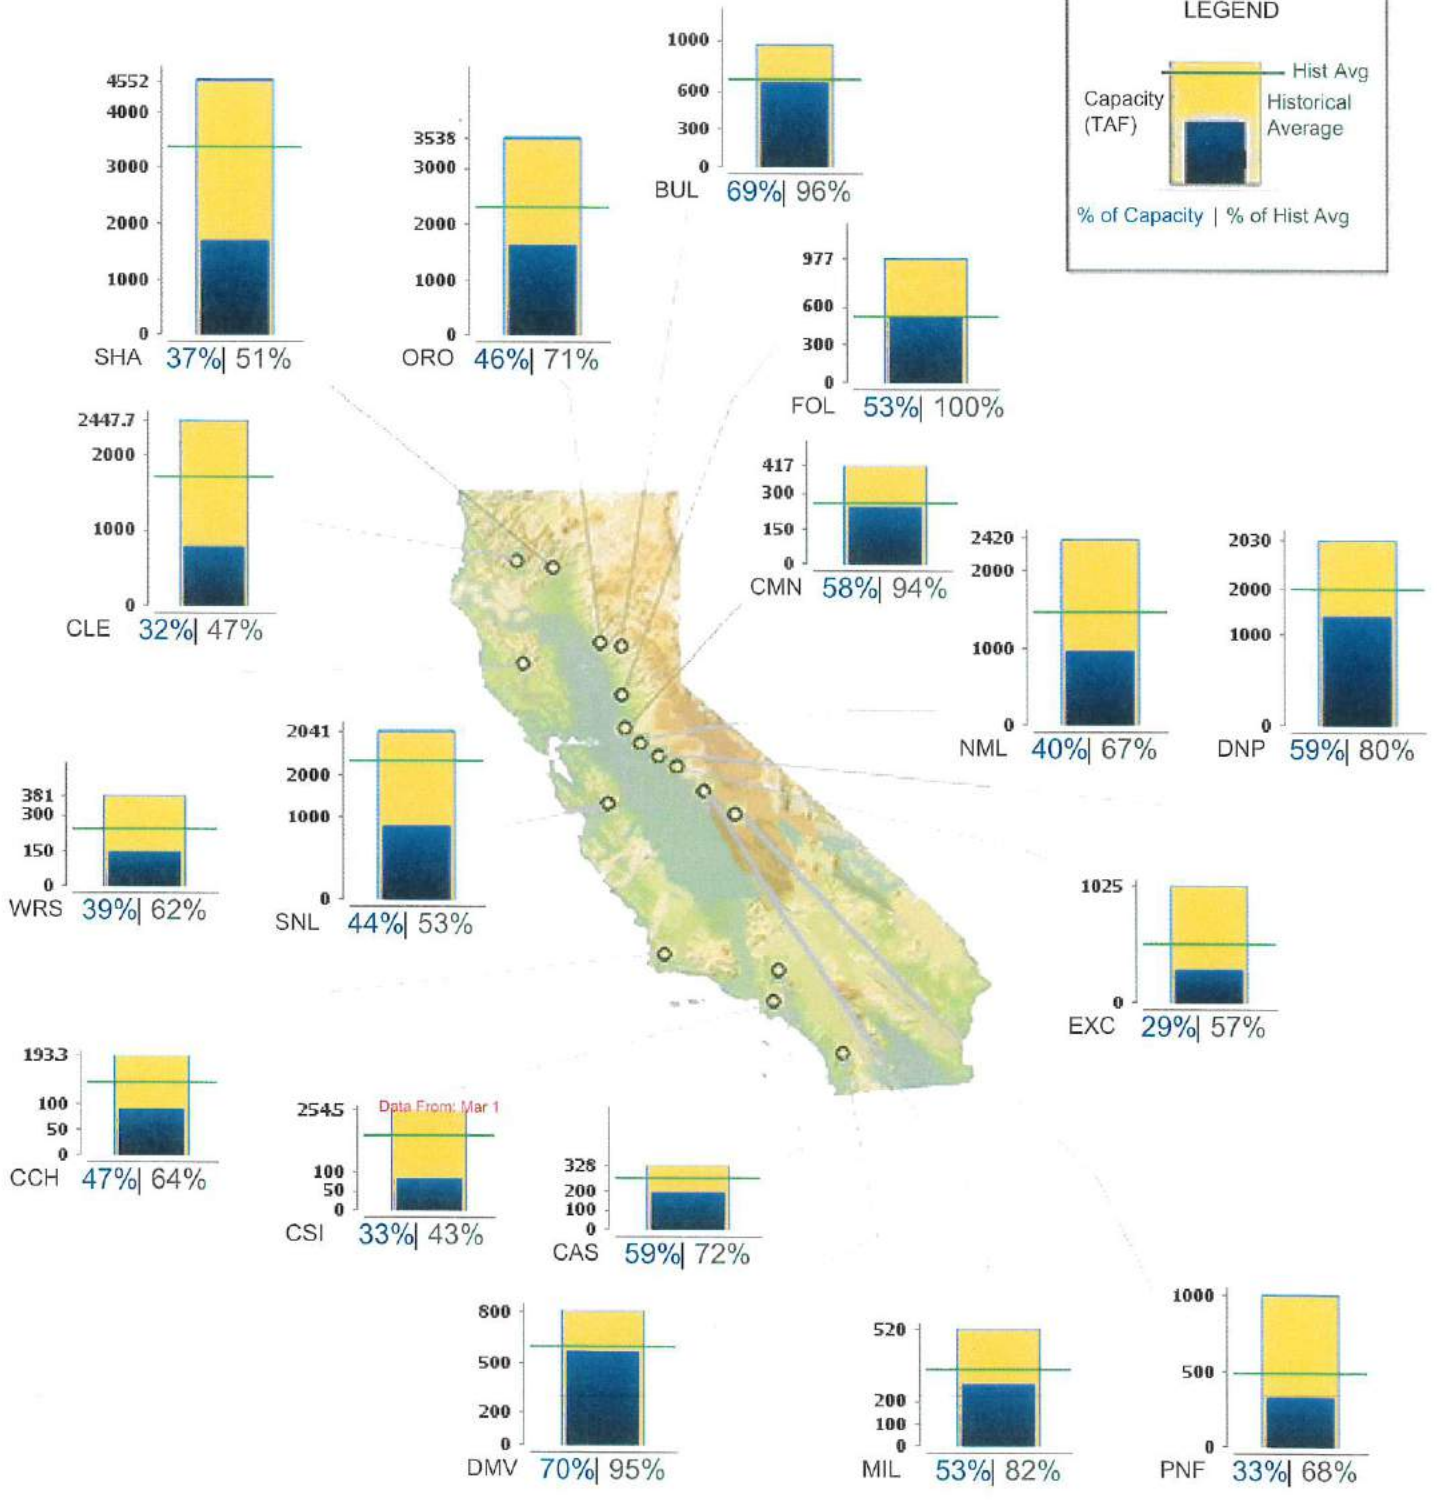 LEGEND
Hist Avg
Capacity (TAF)
Historical Average
% of Capacity | % of Hist Avg
1000
600
300
0
BUL 69%| 96%
4552
4000
3000
2000
1000
0
SHA 37%| 51%
3538
3000
2000
1000
0
ORO 46%| 71%
977
600
300
0
FOL 53%| 100%
2447.7
2000
1000
0
CLE 32%| 47%
417
300
150
0
CMN 58%| 94%
2420
2000
1000
0
NML 40%| 67%
2030
2000
1000
0
DNP 59%| 80%
381
300
150
0
WRS 39%| 62%
2041
2000
1000
0
SNL 44%| 53%
1025
0
EXC 29%| 57%
193.3
100
50
0
CCH 47%| 64%
Data From: Mar 1
254.5
100
50
0
CSI 33%| 43%
328
200
100
0
CAS 59%| 72%
800
500
200
0
DMV 70%| 95%
520
200
100
0
MIL 53%| 82%
1000
500
0
PNF 33%| 68%